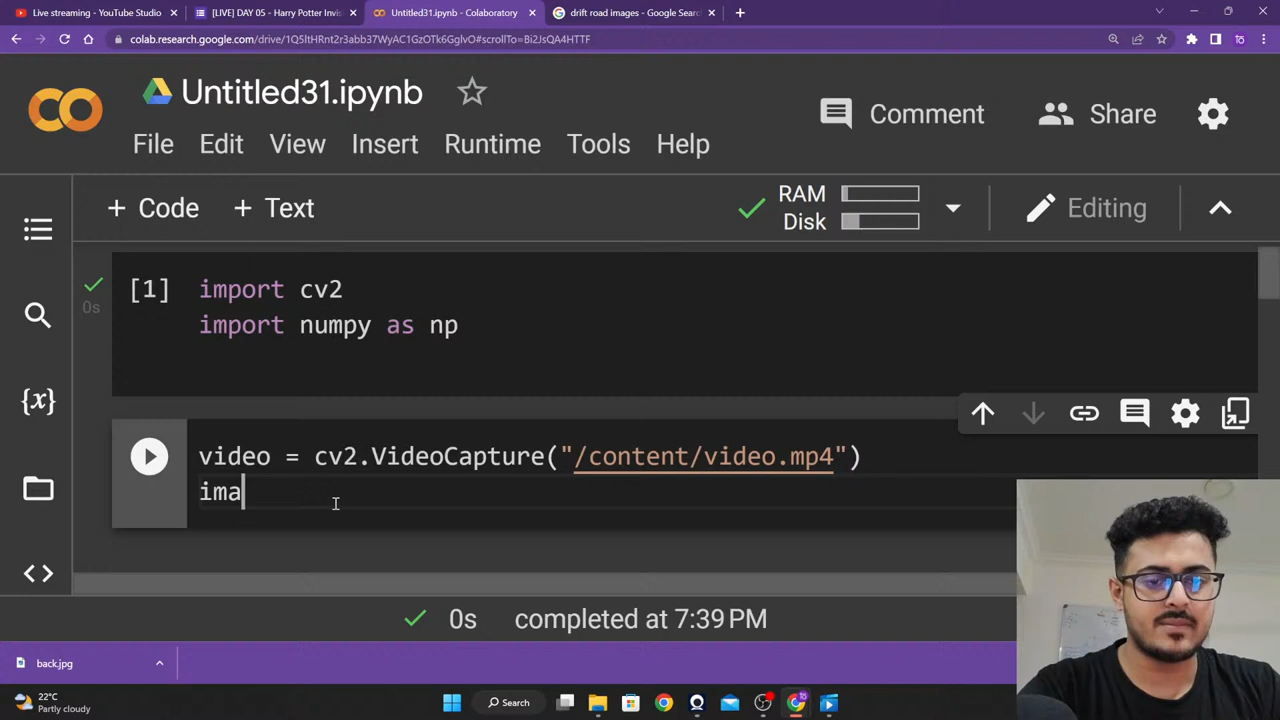 Live streaming - YouTube Studio
[LIVE] DAY 05 - Harry Potter Invis
Untitled31.ipynb - Colaboratory
drift road images - Google Sear
colab.research.google.com/drive/1Q5ltHRnt2r3abb37WyAC1GzOTk6GglvO#scrollTo=Bi2JsQA4HTTF
Untitled31.ipynb
Comment
Share
File Edit View Insert Runtime Tools Help
+ Code + Text
RAM
Disk
Editing
[1] import cv2
0s
import numpy as np
{x}
video = cv2.VideoCapture("/content/video.mp4")
ima
0s completed at 7:39 PM
back.jpg
22°C
Partly cloudy
Search